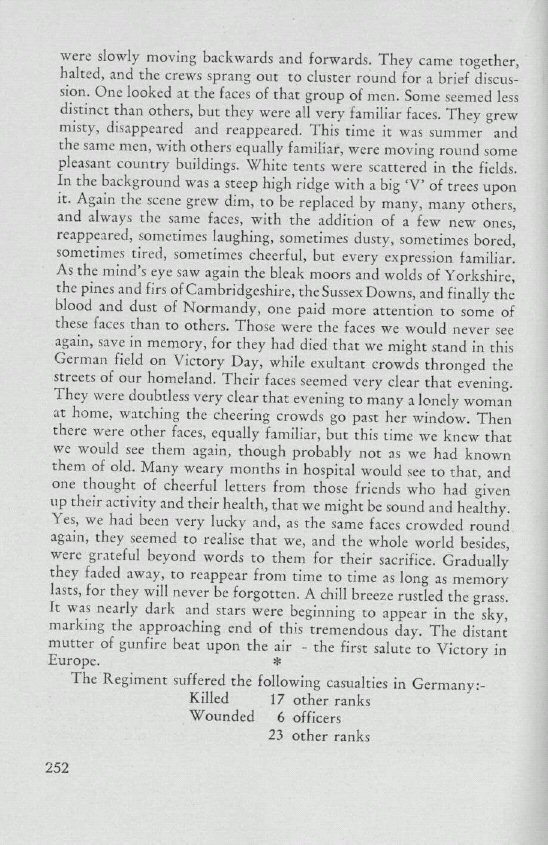 were slowly moving backwards and forwards. They came together,
halted, and the crews sprang out to cluster round for a brief discus-
sion. One looked at the faces of that group of men. Some seemed less
distinct than others, but they were all very familiar faces. They grew
misty, disappeared and reappeared. This time it was summer and
the same men, with others equally familiar, were moving round some
pleasant country buildings. White tents were scattered in the fields.
In the background was a steep high ridge with a big ‘V’ of trees upon
it. Again the scene grew dim, to be replaced by many, many others,
and always the same faces, with the addition of a few new ones,
reappeared, sometimes laughing, sometimes dusty, sometimes bored,
sometimes tired, sometimes cheerful, but every expression familiar.
As the mind's eye saw again the bleak moors and wolds of Yorkshire,
the pines and firs of Cambridgeshire, the Sussex Downs, and finally the
blood and dust of Normandy, one paid more attention to some of
these faces than to others. Those were the faces we would never see
again, save in memory, for they had died that we might stand in this
German field on Victory Day, while exultant crowds thronged the
streets of our homeland. Their faces seemed very clear that evening.
They were doubtless very clear that evening to many a lonely woman
at home, watching the cheering crowds go past her window. Then
there were other faces, equally familiar, but this time we knew that
we would see them again, though probably not as we had known
them of old. Many weary months in hospital would see to that, and
one thought of cheerful letters from those friends who had given
up their activity and their health, that we might be sound and healthy.
Yes, we had been very lucky and, as the same faces crowded round
again, they seemed to realise that we, and the whole world besides,
were grateful beyond words to them for their sacrifice. Gradually
they faded away, to reappear from time to time as long as memory
lasts, for they will never be forgotten. A chill breeze rustled the grass.
It was nearly dark and stars were beginning to appear in the sky,
marking the approaching end of this tremendous day. The distant
mutter of gunfire beat upon the air - the first salute to Victory in
Europe. *
The Regiment suffered the following casualties in Germany:-
Killed 17 other ranks
Wounded 6 officers
23 other ranks
252